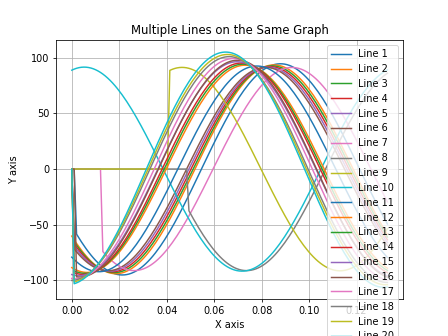 Multiple Lines on the Same Graph
Y axis
100
50
0
−50
−100
0.00
0.02
0.04
0.06
0.08
0.10
X axis
Line 1
Line 2
Line 3
Line 4
Line 5
Line 6
Line 7
Line 8
Line 9
Line 10
Line 11
Line 12
Line 13
Line 14
Line 15
Line 16
Line 17
Line 18
Line 19
Line 20